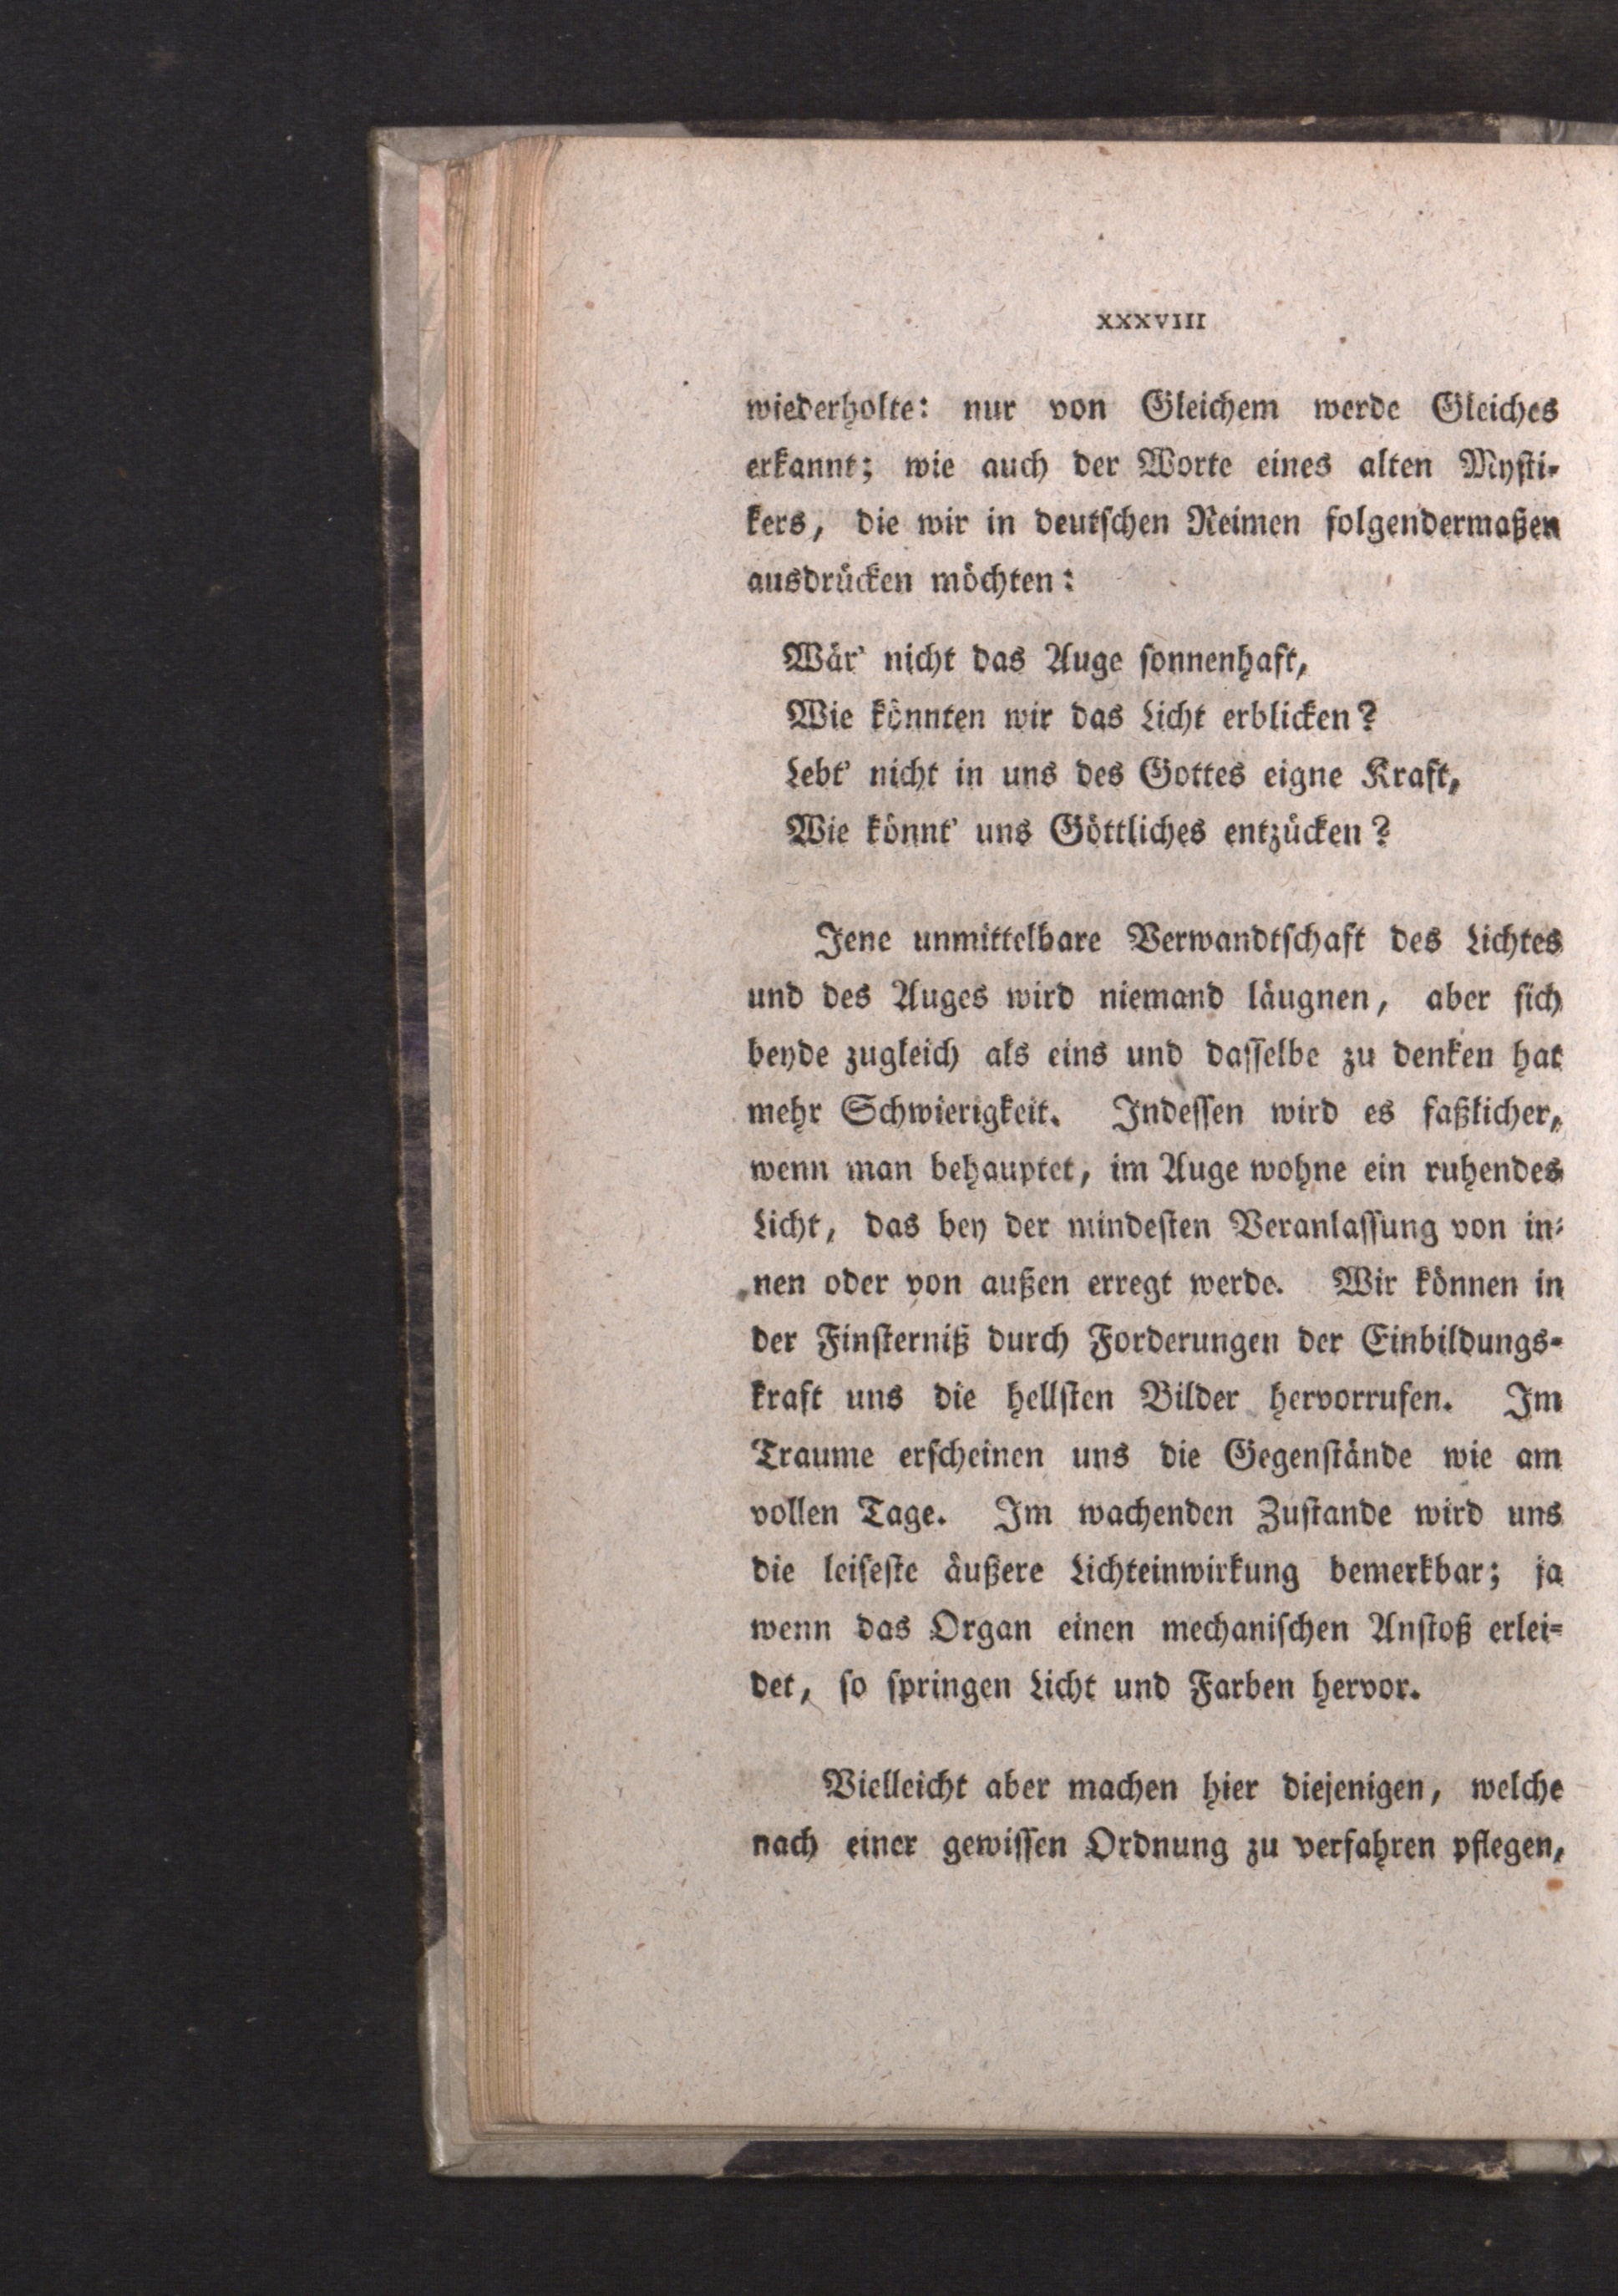 XXXVIII
wiederholte: nur von Gleichem werde Gleiches
erkannt; wie auch der Worte eines alten Mysti-
kers, die wir in deutschen Reimen folgendermaßen
ausdrücken möchten:
Wär' nicht das Auge sonnenhaft,
Wie könnten wir das Licht erblicken?
Lebt' nicht in uns des Gottes eigne Kraft,
Wie könnt' uns Göttliches entzücken?
Jene unmittelbare Verwandtschaft des Lichtes
und des Auges wird niemand läugnen, aber sich
beyde zugleich als eins und dasselbe zu denken hat
mehr Schwierigkeit. Indessen wird es faßlicher,
wenn man behauptet, im Auge wohne ein ruhendes
Licht, das bey der mindesten Veranlassung von in-
nen oder von außen erregt werde. Wir können in
der Finsterniß durch Forderungen der Einbildungs-
kraft uns die hellsten Bilder hervorrufen. Im
Traume erscheinen uns die Gegenstände wie am
vollen Tage. Im wachenden Zustande wird uns
die leiseste äußere Lichteinwirkung bemerkbar; ja
wenn das Organ einen mechanischen Anstoß erlei-
det, so springen Licht und Farben hervor.
Vielleicht aber machen hier diejenigen, welche
nach einer gewissen Ordnung zu verfahren pflegen,